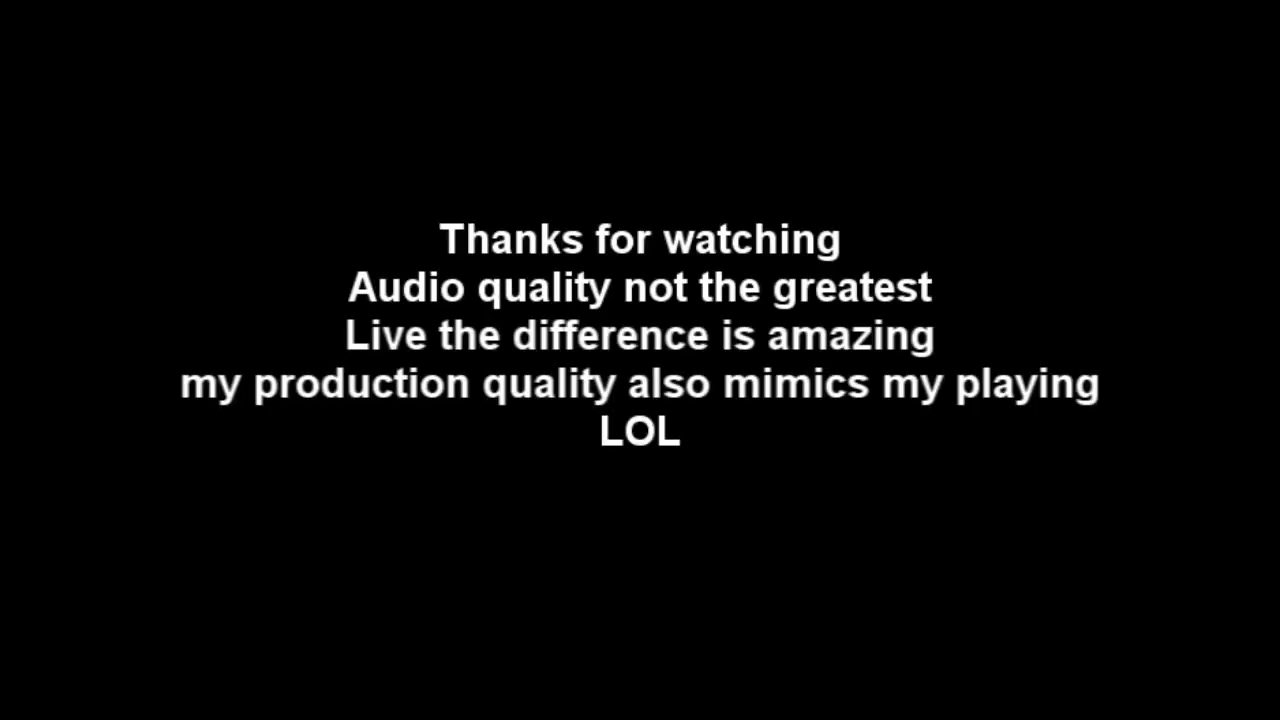 Thanks for watching
Audio quality not the greatest
Live the difference is amazing
my production quality also mimics my playing
LOL